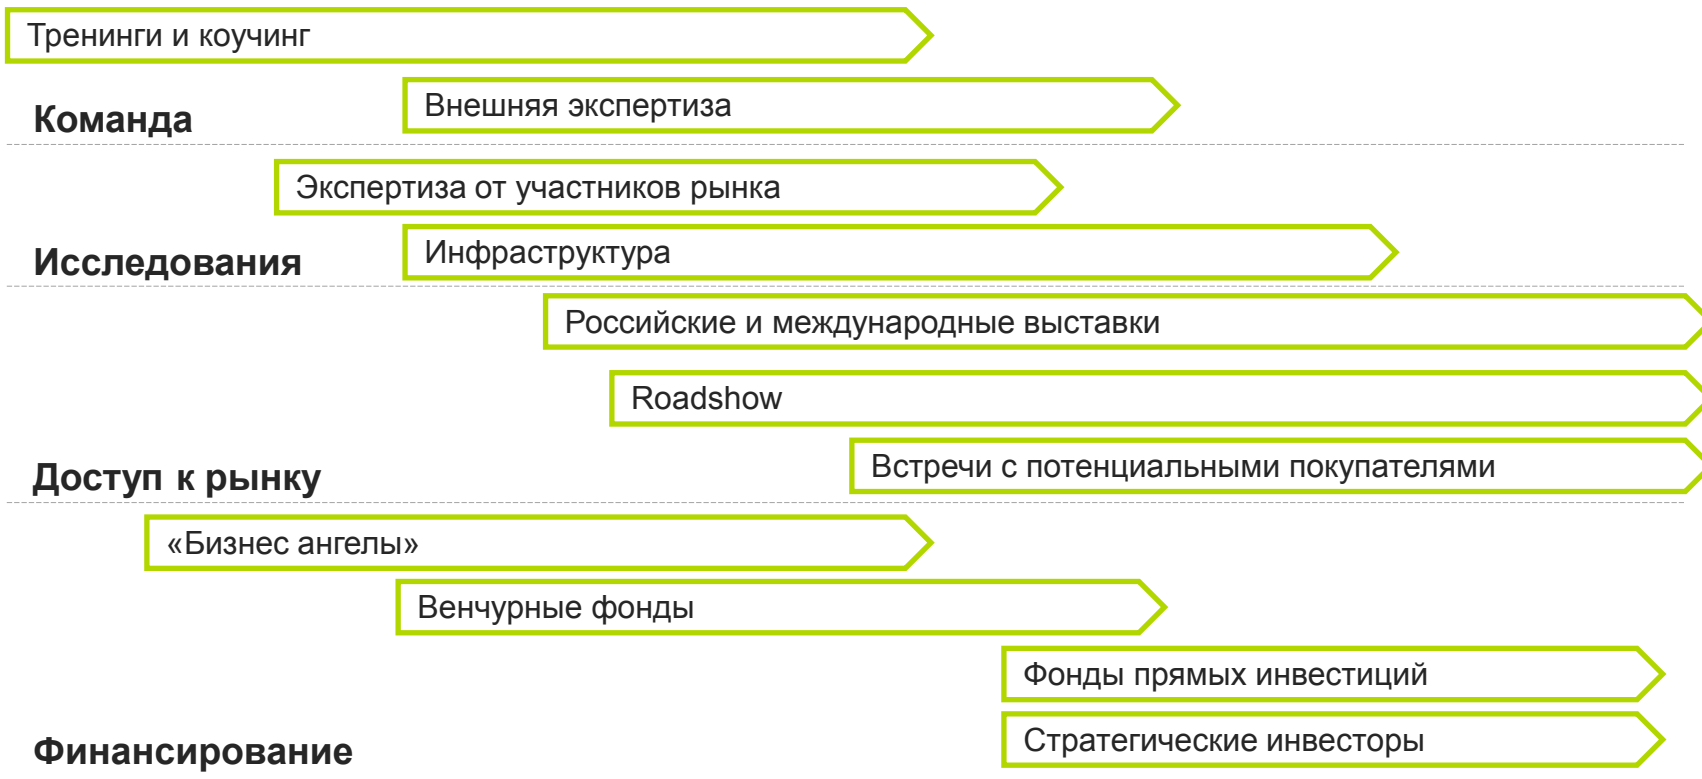 Тренинги и коучинг
Внешняя экспертиза
Команда
Экспертиза от участников рынка
Инфраструктура
Исследования
Российские и международные выставки
Roadshow
Встречи с потенциальными покупателями
Доступ к рынку
«Бизнес ангелы»
Венчурные фонды
Фонды прямых инвестиций
Стратегические инвесторы
Финансирование